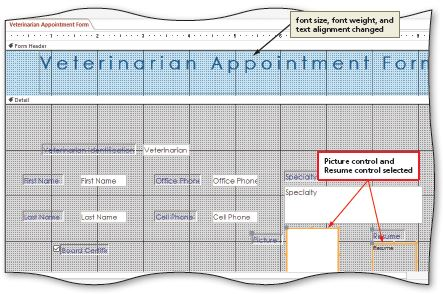 Veterinarian Appointment Form
font size, font weight, and
text alignment changed
Form Header
Veterinarian Appointment Form
Detail
Veterinarian Identification Veterinarian
Picture control and
Resume control selected
First Name First Name Office Phone Office Phone Specialty
Specialty
Last Name Last Name Cell Phone Cell Phone
Picture Resume
Resume
Board Certifie